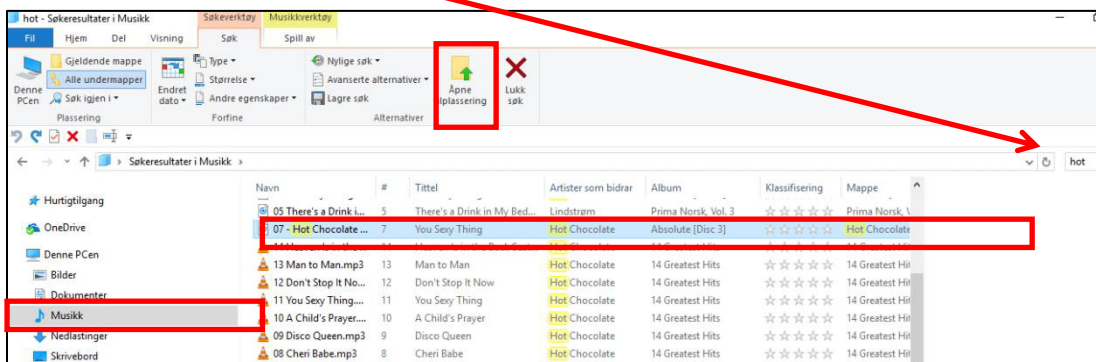 hot - Søkeresultater i Musikk Søkeverktøy Musikkverktøy
Fil Hjem Del Visning Søk Spill av
Gjeldende mappe Type Nylige søk
Alle undermapper Størrelse Avanserte alternativer
Denne PCen Søk igjen i Endret dato Andre egenskaper Lagre søk Åpne Lukk søk
Plassering Forfine Alternativer
Søkeresultater i Musikk hot
Navn # Tittel Artister som bidrar Album Klassifisering Mappe
Hurtigtilgang
05 There's a Drink i... 5 There's a Drink in My Bed... Lindstrøm Prima Norsk, Vol. 3 Prima Norsk,
OneDrive
07 - Hot Chocolate ... 7 You Sexy Thing Hot Chocolate Absolute [Disc 3] Hot Chocolate
Denne PCen
13 Man to Man.mp3 13 Man to Man Hot Chocolate 14 Greatest Hits 14 Greatest Hit
Bilder
12 Don't Stop It No... 12 Don't Stop It Now Hot Chocolate 14 Greatest Hits 14 Greatest Hit
Dokumenter
11 You Sexy Thing.... 11 You Sexy Thing Hot Chocolate 14 Greatest Hits 14 Greatest Hit
Musikk
10 A Child's Prayer.... 10 A Child's Prayer Hot Chocolate 14 Greatest Hits 14 Greatest Hit
Nedlastinger
09 Disco Queen.mp3 9 Disco Queen Hot Chocolate 14 Greatest Hits 14 Greatest Hit
Skrivebord
08 Cheri Babe.mp3 8 Cheri Babe Hot Chocolate 14 Greatest Hits 14 Greatest Hit